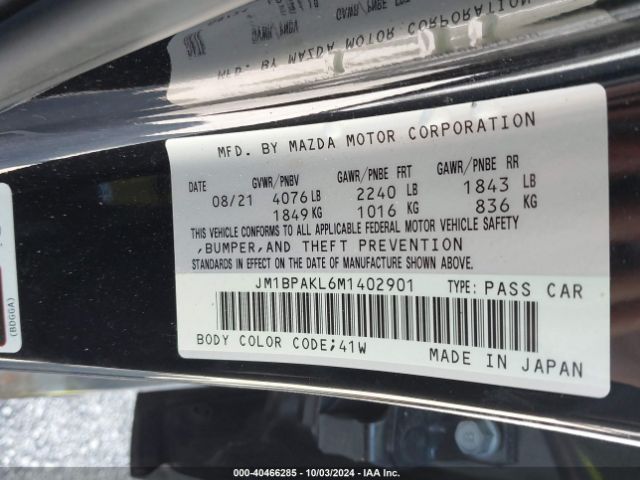 MFD. BY MAZDA MOTOR CORPORATION
MFD. BY MAZDA MOTOR CORPORATION
DATE GVWR/PNBV GAWR/PNBE FRT GAWR/PNBE RR
08/21 4076 LB 2240 LB 1843 LB
1849 KG 1016 KG 836 KG
THIS VEHICLE CONFORMS TO ALL APPLICABLE FEDERAL MOTOR VEHICLE SAFETY
,BUMPER,AND THEFT PREVENTION
STANDARDS IN EFFECT ON THE DATE OF MANUFACTURE SHOWN ABOVE.
JM1BPAKL6M1402901 TYPE: PASS CAR
BODY COLOR CODE;41W MADE IN JAPAN
(BDGGA)
000-40466285 - 10/03/2024 - IAA Inc.